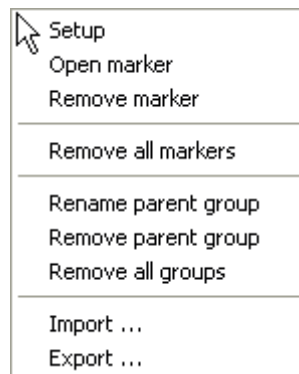 Setup
Open marker
Remove marker
Remove all markers
Rename parent group
Remove parent group
Remove all groups
Import ...
Export ...